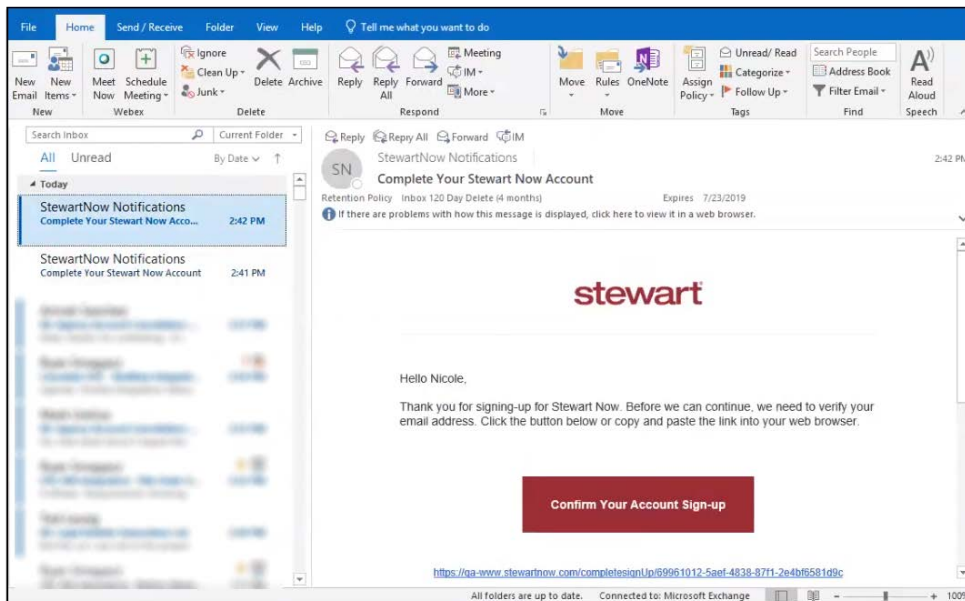 File Home Send / Receive Folder View Help Tell me what you want to do
New Email New Items Meet Now Schedule Meeting Ignore Clean Up Junk Delete Archive Reply Reply All Forward Meeting IM More Move Rules OneNote Assign Policy Unread/ Read Categorize Follow Up Search People Address Book Filter Email Read Aloud
New Webex Delete Respond Move Tags Find Speech
Search Inbox Current Folder
All Unread By Date
Today
StewartNow Notifications
Complete Your Stewart Now Acco... 2:42 PM
StewartNow Notifications
Complete Your Stewart Now Account 2:41 PM
Reply Reply All Forward IM
SN
StewartNow Notifications 2:42 PM
Complete Your Stewart Now Account
Retention Policy Inbox 120 Day Delete (4 months) Expires 7/23/2019
If there are problems with how this message is displayed, click here to view it in a web browser.
stewart
Hello Nicole,
Thank you for signing-up for Stewart Now. Before we can continue, we need to verify your
email address. Click the button below or copy and paste the link into your web browser.
Confirm Your Account Sign-up
https://qa-www.stewartnow.com/completesignUp/69961012-5aef-4838-87f1-2e4bf6581d9c
All folders are up to date. Connected to: Microsoft Exchange 100%